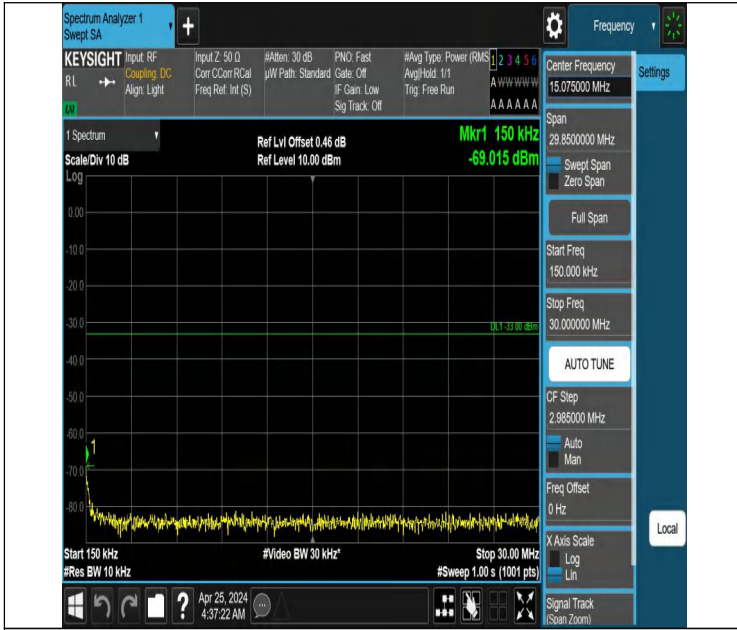 Spectrum Analyzer 1
Swept SA
+
Frequency
KEYSIGHT
RL
Input: RF
Coupling: DC
Align: Light
Input Z: 50 Ω
Corr CCorr RCal
Freq Ref: Int (S)
#Atten: 30 dB
µW Path: Standard
PNO: Fast
Gate: Off
IF Gain: Low
Sig Track: Off
#Avg Type: Power (RMS
Avg|Hold: 1/1
Trig: Free Run
1 2 3 4 5 6
A W W W W W
A A A A A A
1 Spectrum
Scale/Div 10 dB
Log
Ref Lvl Offset 0.46 dB
Ref Level 10.00 dBm
Mkr1 150 kHz
-69.015 dBm
0.00
-10.0
-20.0
-30.0
DL1 -33.00 dBm
-40.0
-50.0
-60.0
1
-70.0
-80.0
Start 150 kHz
#Video BW 30 kHz*
Stop 30.00 MHz
#Res BW 10 kHz
#Sweep 1.00 s (1001 pts)
?
Apr 25, 2024
4:37:22 AM
Center Frequency
15.075000 MHz
Settings
Span
29.8500000 MHz
Swept Span
Zero Span
Full Span
Start Freq
150.000 kHz
Stop Freq
30.000000 MHz
AUTO TUNE
CF Step
2.985000 MHz
Auto
Man
Freq Offset
0 Hz
X Axis Scale
Log
Lin
Local
Signal Track
(Span Zoom)